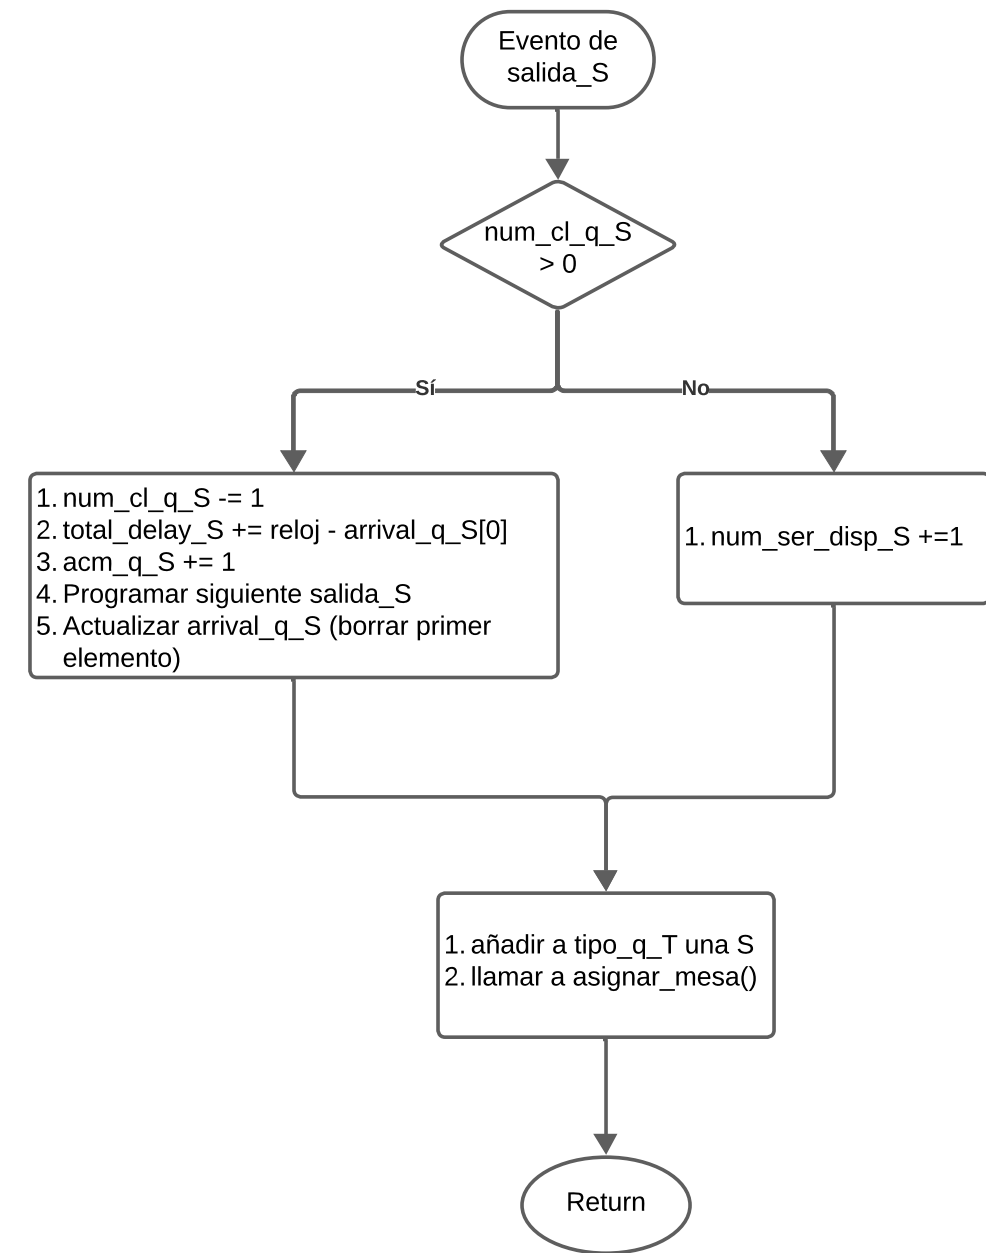 Evento de
salida_S
num_cl_q_S
> 0
Sí
No
1. num_cl_q_S -= 1
2. total_delay_S += reloj - arrival_q_S[0]
3. acm_q_S += 1
4. Programar siguiente salida_S
5. Actualizar arrival_q_S (borrar primer
elemento)
1. num_ser_disp_S +=1
1. añadir a tipo_q_T una S
2. llamar a asignar_mesa()
Return